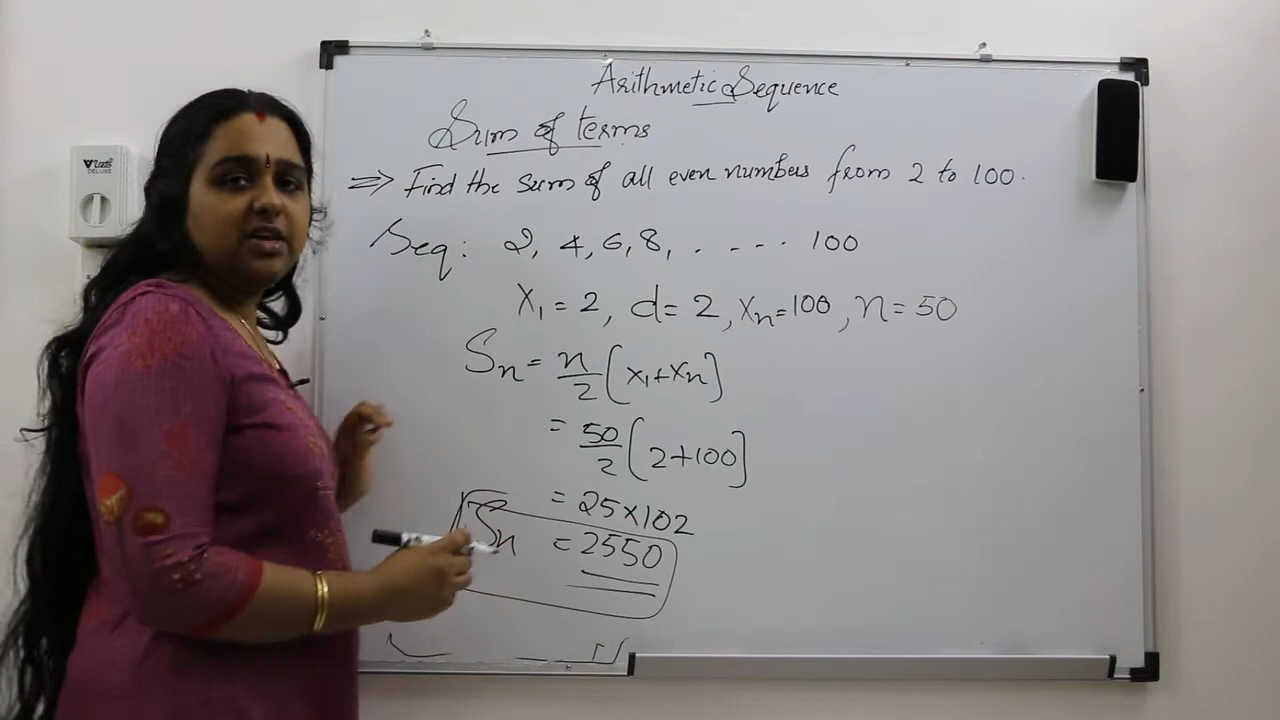 Arithmetic Sequence
Sum of terms
⇒ Find the sum of all even numbers from 2 to 100.
Seq: 2, 4, 6, 8, . - - - . 100
x₁ = 2, d = 2, xₙ = 100, n = 50
Sₙ = n/2 [x₁ + xₙ]
= 50/2 [2 + 100]
= 25 × 102
Sₙ = 2550
DELUXE